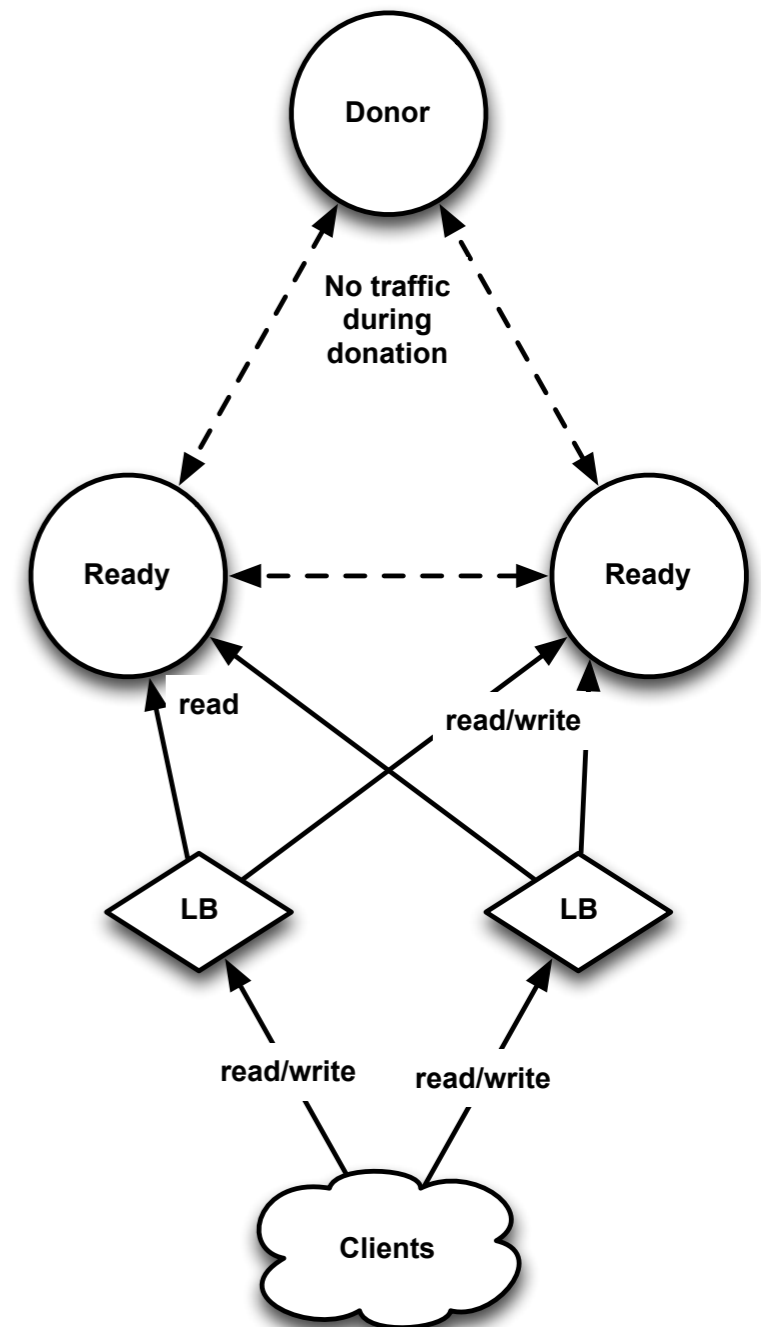 Donor
No traffic
during
donation
Ready
Ready
read
read/write
LB
LB
read/write
read/write
Clients